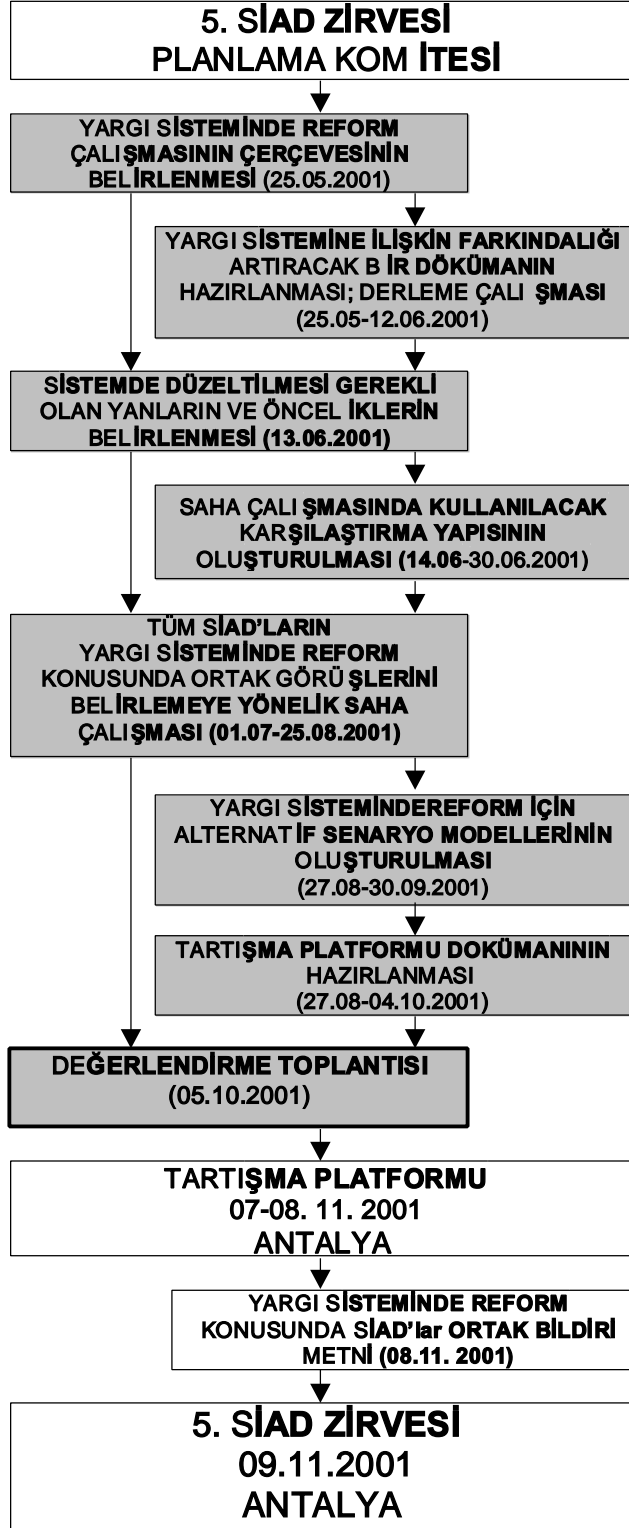 5. SİAD ZİRVESİ
PLANLAMA KOM İTESİ
YARGI SİSTEMİNDE REFORM
ÇALIŞMASININ ÇERÇEVESİNİN
BELİRLENMESİ (25.05.2001)
YARGI SİSTEMİNE İLİŞKİN FARKINDALIĞI
ARTIRACAK B İR DÖKÜMANIN
HAZIRLANMASI; DERLEME ÇALI ŞMASI
(25.05-12.06.2001)
SİSTEMDE DÜZELTİLMESİ GEREKLİ
OLAN YANLARIN VE ÖNCEL İKLERİN
BELİRLENMESİ (13.06.2001)
SAHA ÇALI ŞMASINDA KULLANILACAK
KARŞILAŞTIRMA YAPISININ
OLUŞTURULMASI (14.06-30.06.2001)
TÜM SİAD'LARIN
YARGI SİSTEMİNDE REFORM
KONUSUNDA ORTAK GÖRÜ ŞLERİNİ
BELİRLEMEYE YÖNELİK SAHA
ÇALIŞMASI (01.07-25.08.2001)
YARGI SİSTEMİNDEREFORM İÇİN
ALTERNAT İF SENARYO MODELLERİNİN
OLUŞTURULMASI
(27.08-30.09.2001)
TARTIŞMA PLATFORMU DOKÜMANININ
HAZIRLANMASI
(27.08-04.10.2001)
DEĞERLENDİRME TOPLANTISI
(05.10.2001)
TARTIŞMA PLATFORMU
07-08. 11. 2001
ANTALYA
YARGI SİSTEMİNDE REFORM
KONUSUNDA SİAD'lar ORTAK BİLDİRİ
METNİ (08.11. 2001)
5. SİAD ZİRVESİ
09.11.2001
ANTALYA